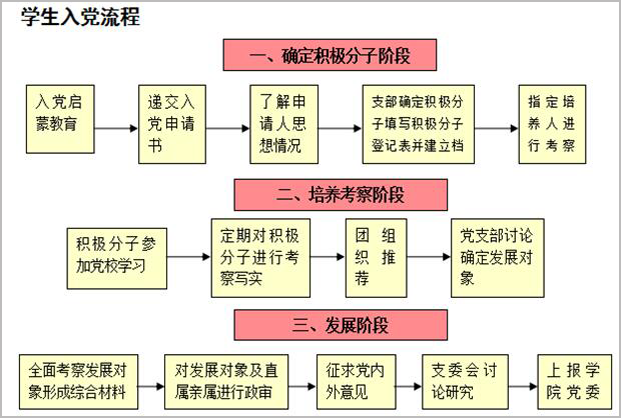 学生入党流程
一、确定积极分子阶段
入党启
蒙教育
递交入
党申请
书
了解申
请人思
想情况
支部确定积极分
子填写积极分子
登记表并建立档
指定培
养人进
行考察
二、培养考察阶段
积极分子参
加党校学习
定期对积极
分子进行考
察写实
团组
织推
荐
党支部讨论
确定发展对
象
三、发展阶段
全面考察发展对
象形成综合材料
对发展对象及直
属亲属进行政审
征求党内
外意见
支委会讨
论研究
上报学
院党委